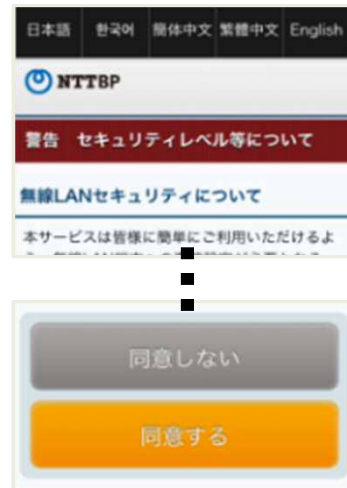 日本語 한국어 簡体中文 繁體中文 English
NTTBP
警告 セキュリティレベル等について
無線LANセキュリティについて
本サービスは皆様に簡単にご利用いただけるよ
同意しない
同意する